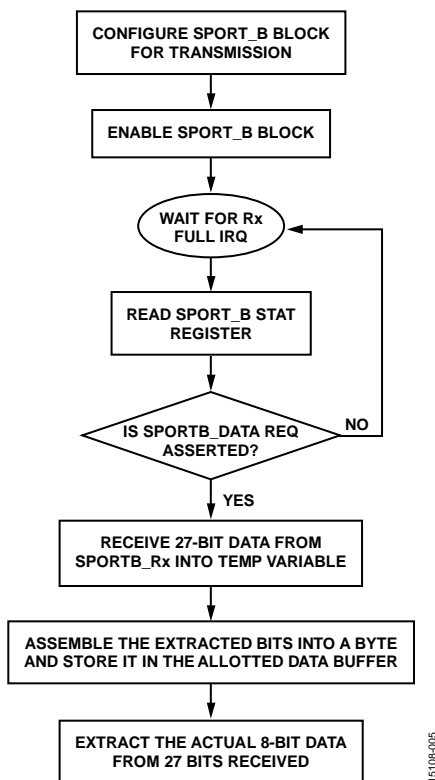 CONFIGURE SPORT_B BLOCK
FOR TRANSMISSION
ENABLE SPORT_B BLOCK
WAIT FOR Rx
FULL IRQ
READ SPORT_B STAT
REGISTER
IS SPORTB_DATA REQ
ASSERTED?
NO
YES
RECEIVE 27-BIT DATA FROM
SPORTB_Rx INTO TEMP VARIABLE
ASSEMBLE THE EXTRACTED BITS INTO A BYTE
AND STORE IT IN THE ALLOTTED DATA BUFFER
EXTRACT THE ACTUAL 8-BIT DATA
FROM 27 BITS RECEIVED
15108-005